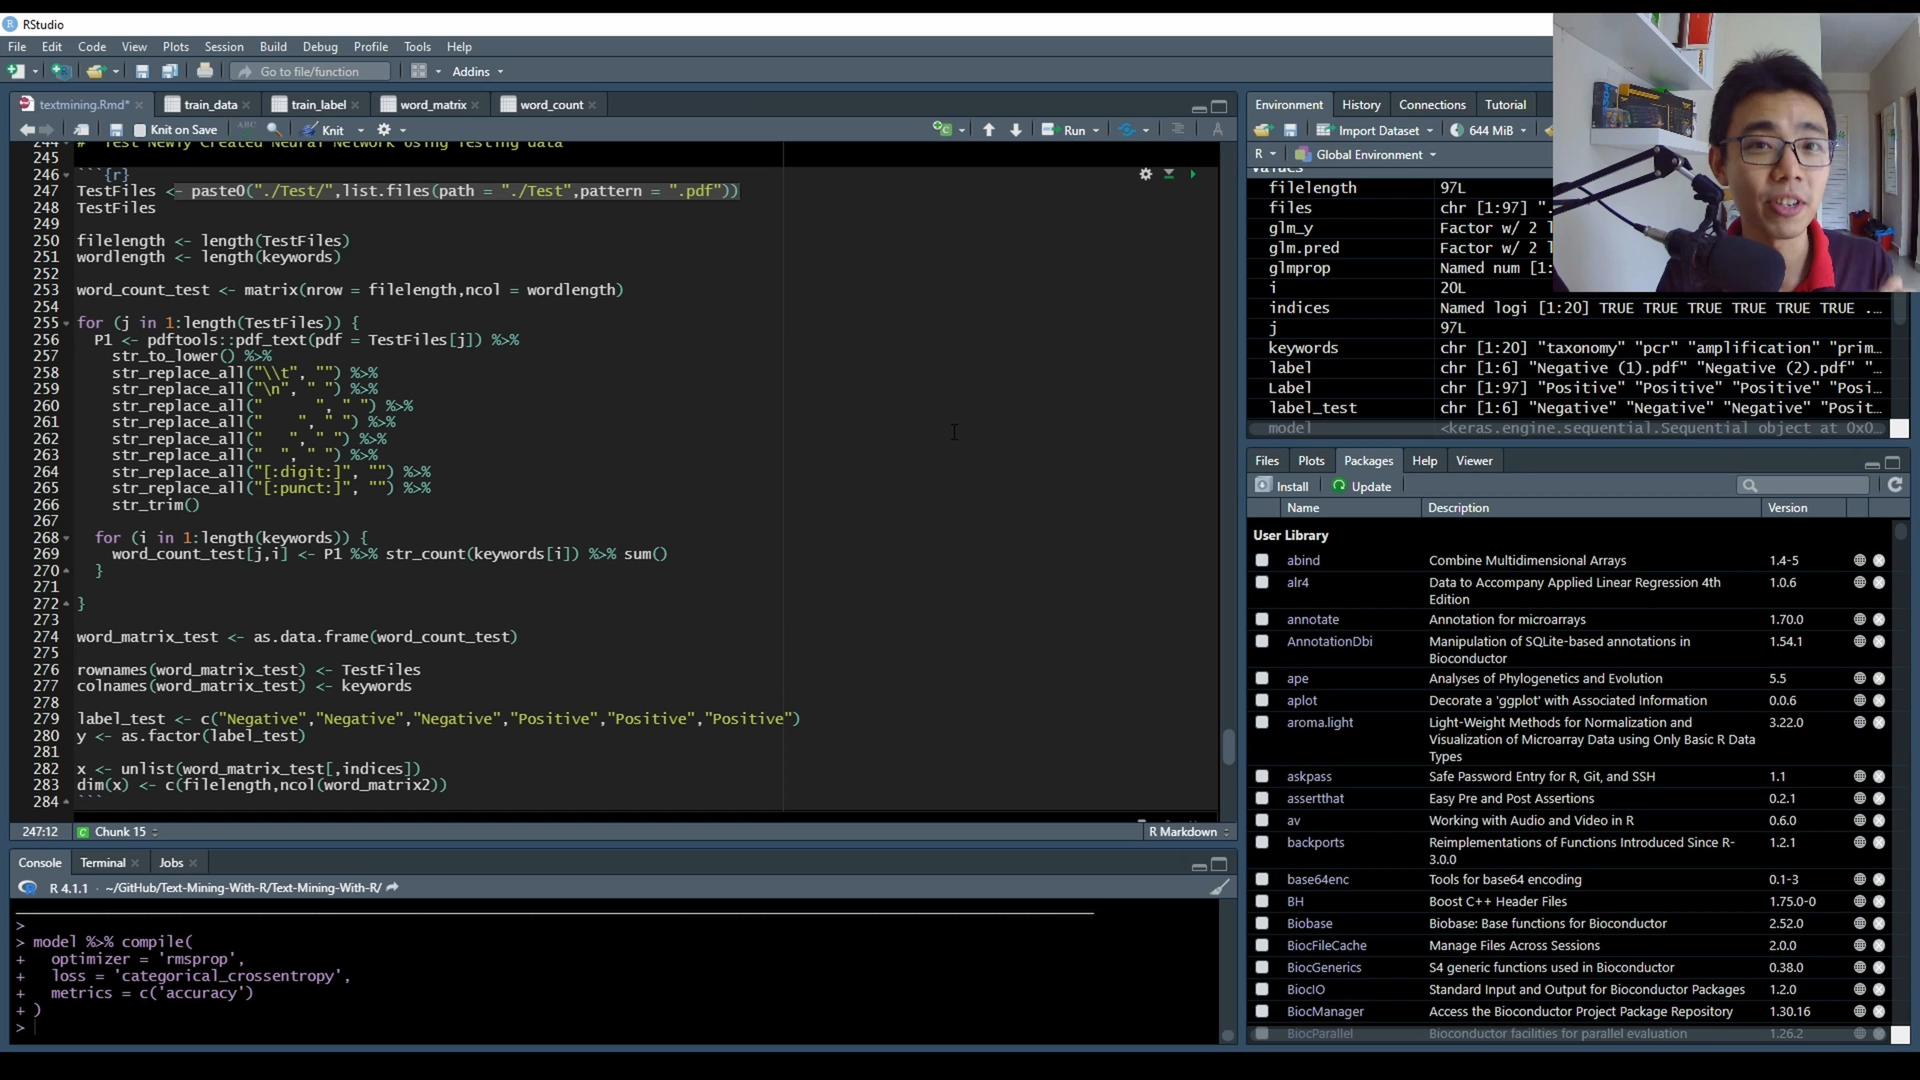 RStudio
File Edit Code View Plots Session Build Debug Profile Tools Help
Go to file/function Addins
textmining.Rmd* train_data train_label word_matrix word_count
Knit on Save ABC Knit Run
244 # Test Newly Created Neural Network Using Testing data
245
246 ```{r}
247 TestFiles <- paste0("./Test/",list.files(path = "./Test",pattern = ".pdf"))
248 TestFiles
249
250 filelength <- length(TestFiles)
251 wordlength <- length(keywords)
252
253 word_count_test <- matrix(nrow = filelength,ncol = wordlength)
254
255 for (j in 1:length(TestFiles)) {
256 P1 <- pdftools::pdf_text(pdf = TestFiles[j]) %>%
257 str_to_lower() %>%
258 str_replace_all("\\t", "") %>%
259 str_replace_all("\n", " ") %>%
260 str_replace_all("      ", " ") %>%
261 str_replace_all("    ", " ") %>%
262 str_replace_all("   ", " ") %>%
263 str_replace_all("  ", " ") %>%
264 str_replace_all("[:digit:]", "") %>%
265 str_replace_all("[:punct:]", "") %>%
266 str_trim()
267
268 for (i in 1:length(keywords)) {
269 word_count_test[j,i] <- P1 %>% str_count(keywords[i]) %>% sum()
270 }
271
272 }
273
274 word_matrix_test <- as.data.frame(word_count_test)
275
276 rownames(word_matrix_test) <- TestFiles
277 colnames(word_matrix_test) <- keywords
278
279 label_test <- c("Negative","Negative","Negative","Positive","Positive","Positive")
280 y <- as.factor(label_test)
281
282 x <- unlist(word_matrix_test[,indices])
283 dim(x) <- c(filelength,ncol(word_matrix2))
284 ```
247:12 Chunk 15 R Markdown
Console Terminal Jobs
R 4.1.1 · ~/GitHub/Text-Mining-With-R/Text-Mining-With-R/
>
> model %>% compile(
+ optimizer = 'rmsprop',
+ loss = 'categorical_crossentropy',
+ metrics = c('accuracy')
+ )
>
Environment History Connections Tutorial
Import Dataset 644 MiB
R Global Environment
Values
filelength 97L
files chr [1:97] ".
glm_y Factor w/ 2 l
glm.pred Factor w/ 2
glmprop Named num [1:
i 20L
indices Named logi [1:20] TRUE TRUE TRUE TRUE TRUE TRUE ...
j 97L
keywords chr [1:20] "taxonomy" "pcr" "amplification" "prim...
label chr [1:6] "Negative (1).pdf" "Negative (2).pdf" "...
Label chr [1:97] "Positive" "Positive" "Positive" "Posi...
label_test chr [1:6] "Negative" "Negative" "Negative" "Posit...
model <keras.engine.sequential.Sequential object at 0x0...
Files Plots Packages Help Viewer
Install Update
Name Description Version
User Library
abind Combine Multidimensional Arrays 1.4-5
alr4 Data to Accompany Applied Linear Regression 4th 1.0.6
Edition
annotate Annotation for microarrays 1.70.0
AnnotationDbi Manipulation of SQLite-based annotations in 1.54.1
Bioconductor
ape Analyses of Phylogenetics and Evolution 5.5
aplot Decorate a 'ggplot' with Associated Information 0.0.6
aroma.light Light-Weight Methods for Normalization and 3.22.0
Visualization of Microarray Data using Only Basic R Data
Types
askpass Safe Password Entry for R, Git, and SSH 1.1
assertthat Easy Pre and Post Assertions 0.2.1
av Working with Audio and Video in R 0.6.0
backports Reimplementations of Functions Introduced Since R- 1.2.1
3.0.0
base64enc Tools for base64 encoding 0.1-3
BH Boost C++ Header Files 1.75.0-0
Biobase Biobase: Base functions for Bioconductor 2.52.0
BiocFileCache Manage Files Across Sessions 2.0.0
BiocGenerics S4 generic functions used in Bioconductor 0.38.0
BiocIO Standard Input and Output for Bioconductor Packages 1.2.0
BiocManager Access the Bioconductor Project Package Repository 1.30.16
BiocParallel Bioconductor facilities for parallel evaluation 1.26.2